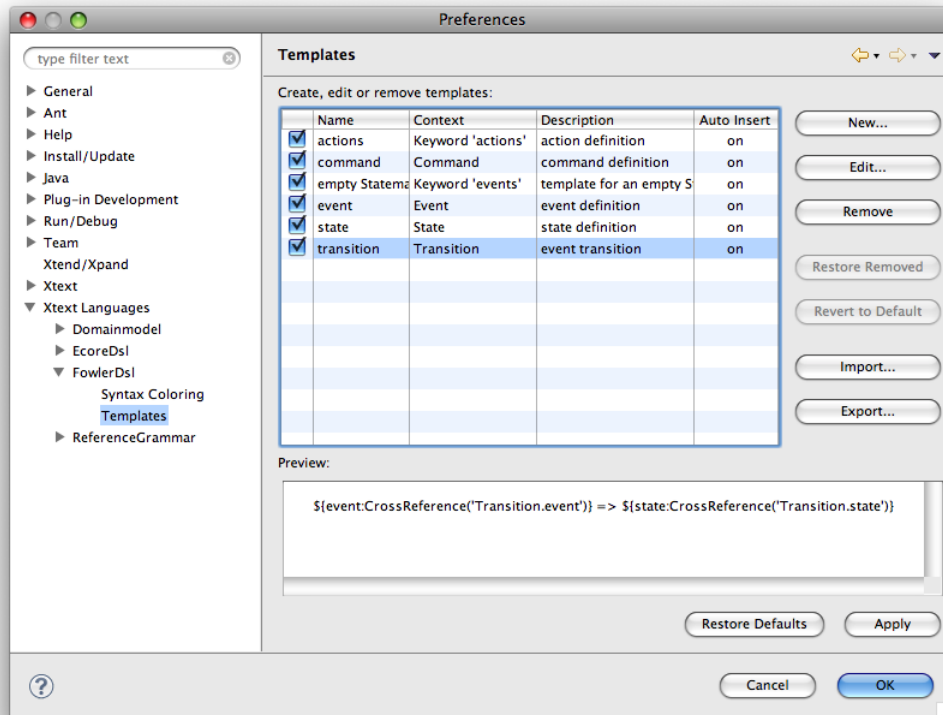 Preferences
type filter text
General
Ant
Help
Install/Update
Java
Plug-in Development
Run/Debug
Team
Xtend/Xpand
Xtext
Xtext Languages
Domainmodel
EcoreDsl
FowlerDsl
Syntax Coloring
Templates
ReferenceGrammar
Templates
Create, edit or remove templates:
Name Context Description Auto Insert
actions Keyword 'actions' action definition on
command Command command definition on
empty Statema Keyword 'events' template for an empty S on
event Event event definition on
state State state definition on
transition Transition event transition on
New...
Edit...
Remove
Restore Removed
Revert to Default
Import...
Export...
Preview:
${event:CrossReference('Transition.event')} => ${state:CrossReference('Transition.state')}
Restore Defaults Apply
? Cancel OK